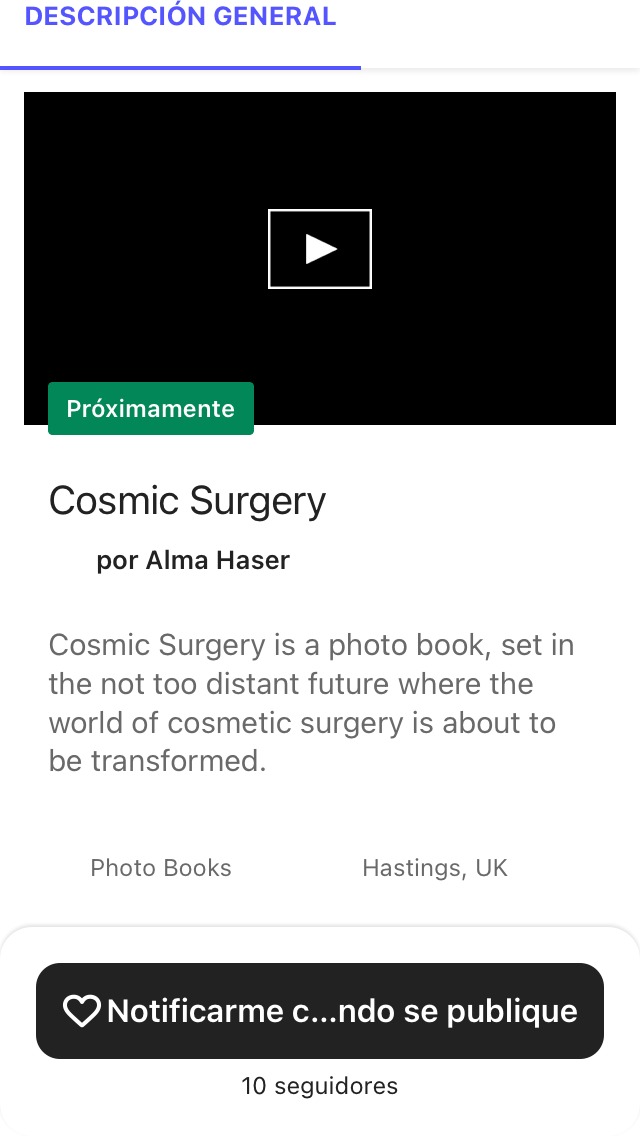 DESCRIPCIÓN GENERAL
Próximamente
Cosmic Surgery
por Alma Haser
Cosmic Surgery is a photo book, set in
the not too distant future where the
world of cosmetic surgery is about to
be transformed.
Photo Books
Hastings, UK
Notificarme c...ndo se publique
10 seguidores